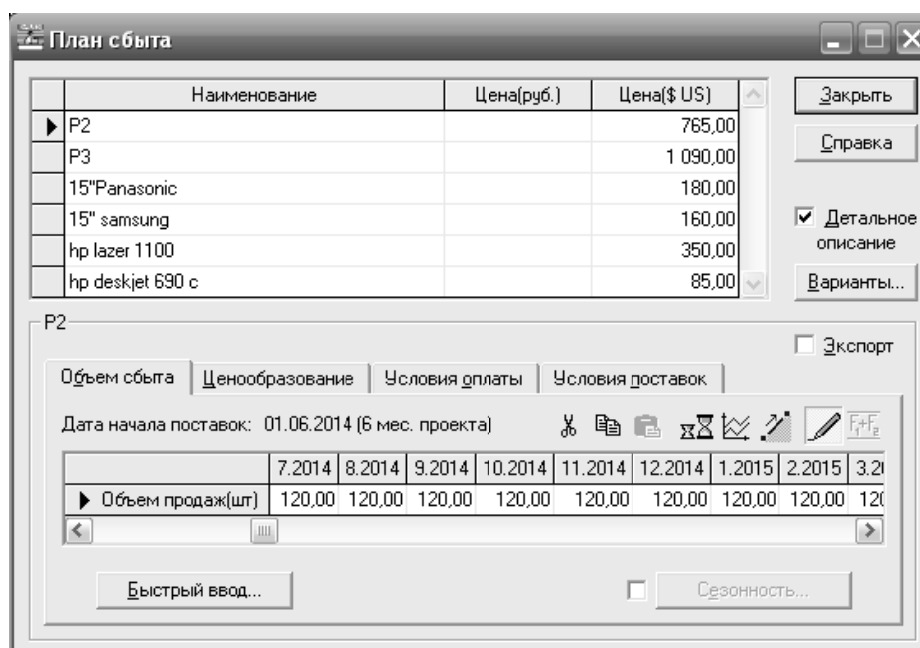 План сбыта
Наименование Цена(руб.) Цена($ US)
P2 765,00
P3 1 090,00
15"Panasonic 180,00
15" samsung 160,00
hp lazer 1100 350,00
hp deskjet 690 c 85,00
Закрыть
Справка
Детальное
описание
Варианты...
P2
Экспорт
Объем сбыта Ценообразование Условия оплаты Условия поставок
Дата начала поставок: 01.06.2014 (6 мес. проекта)
7.2014 8.2014 9.2014 10.2014 11.2014 12.2014 1.2015 2.2015
Объем продаж(шт) 120,00 120,00 120,00 120,00 120,00 120,00 120,00 120,00
Быстрый ввод... Сезонность...